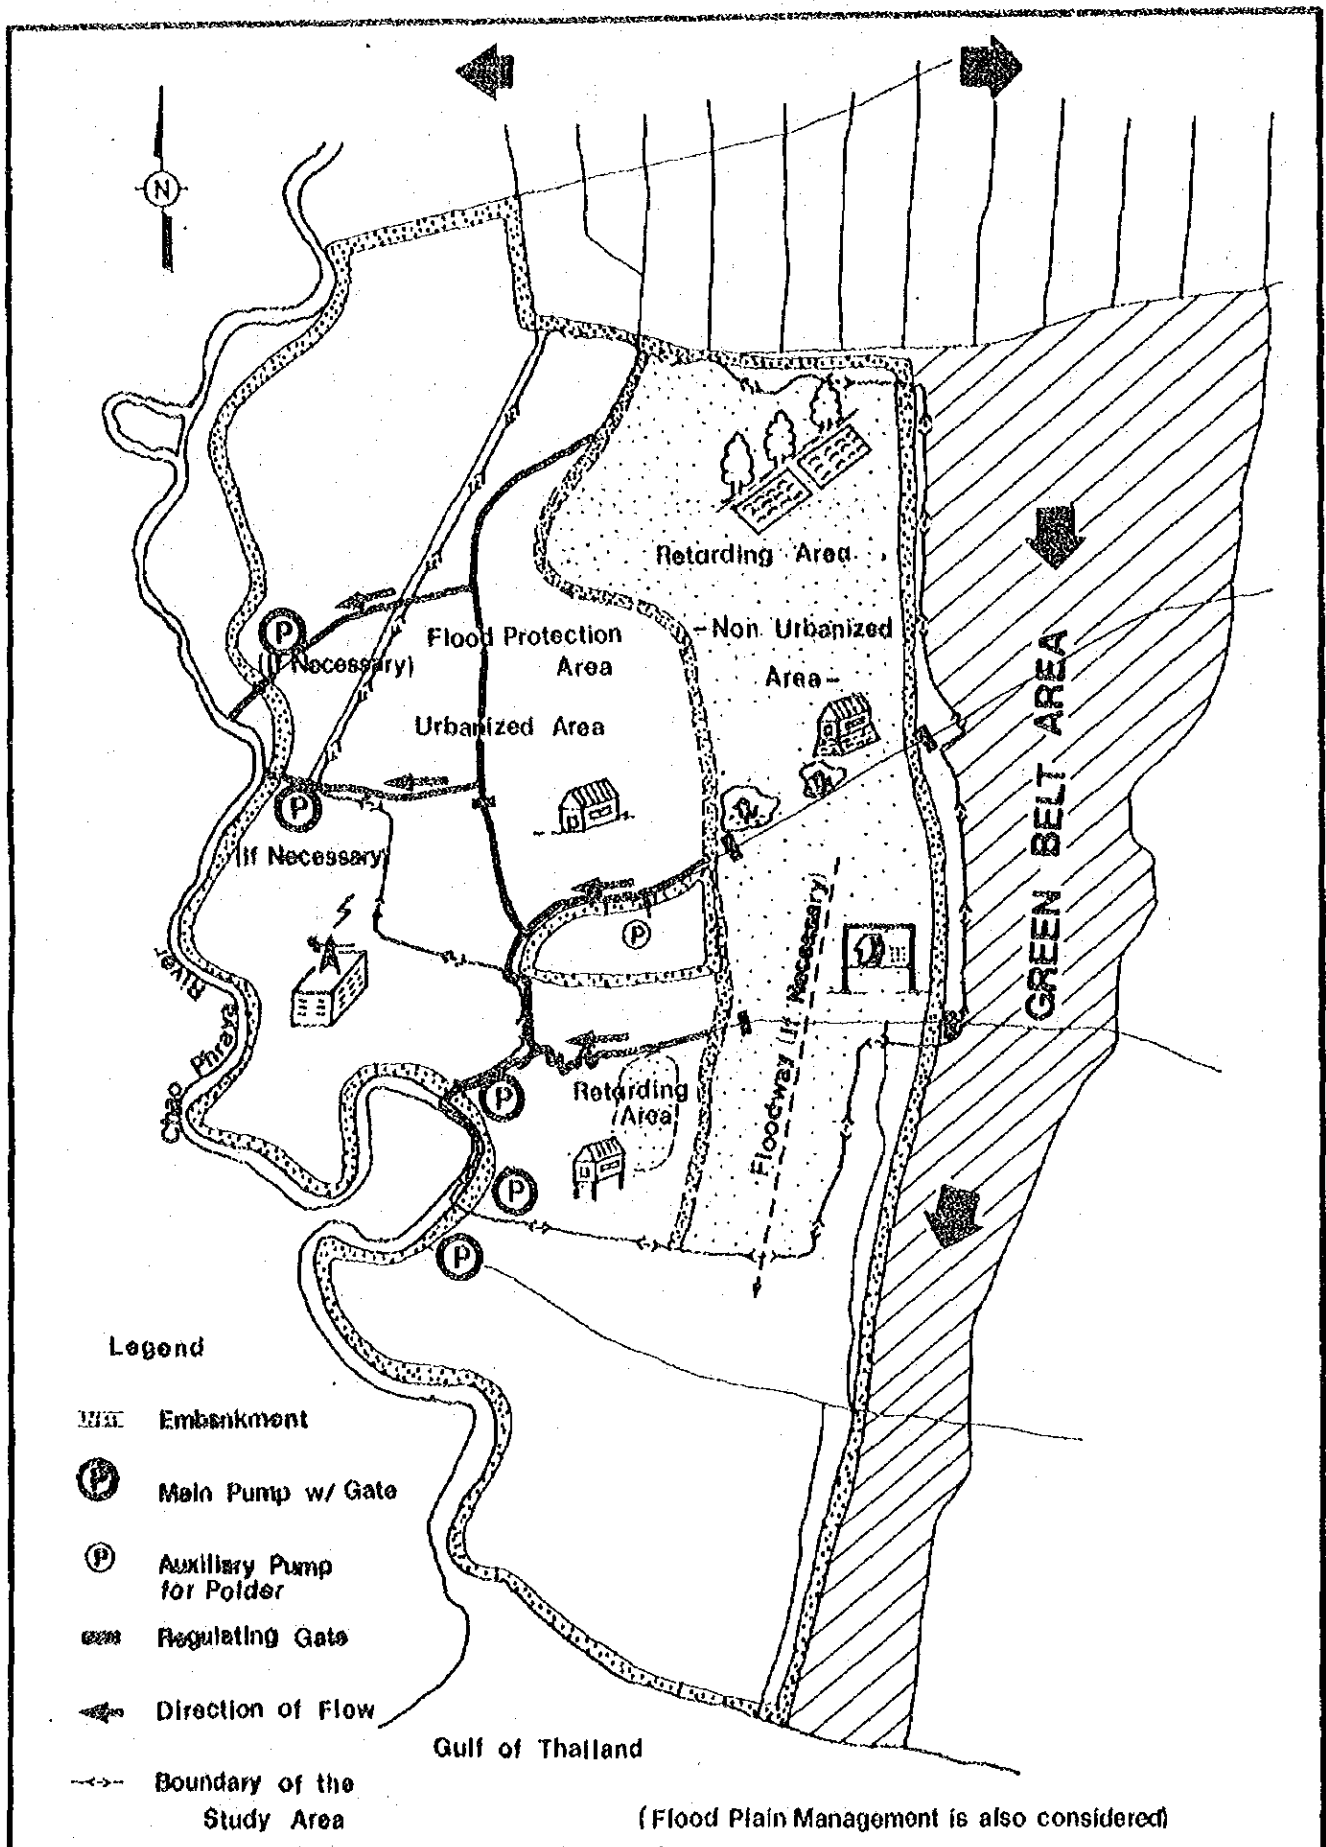 N
Retarding Area
-Non Urbanized
Area-
Flood Protection
Area
Urbanized Area
P
(If Necessary)
P
(If Necessary)
P
GREEN BELT AREA
Floodway (If Necessary)
Chao Phraya River
P
Retarding
Area
P
P
Legend
Embankment
P
Main Pump w/ Gate
P
Auxiliary Pump
for Polder
Regulating Gate
Direction of Flow
Boundary of the
Study Area
Gulf of Thailand
(Flood Plain Management is also considered)